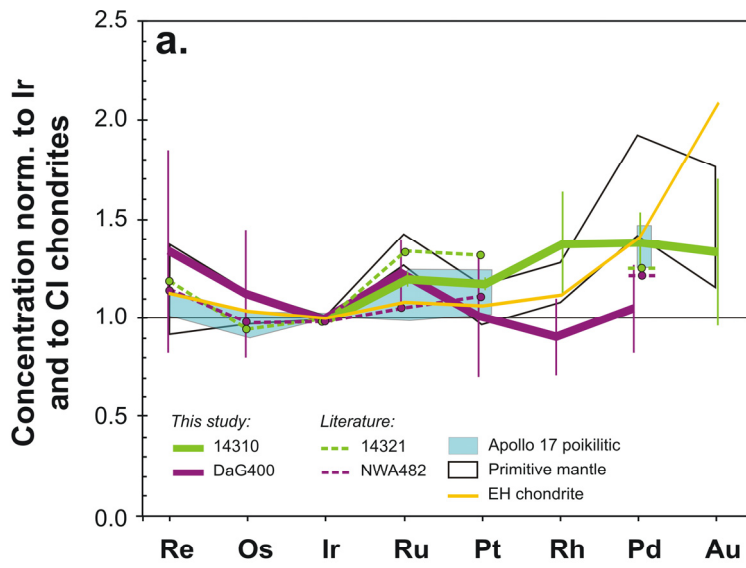 a.
Concentration norm. to Ir
and to CI chondrites
2.5
2.0
1.5
1.0
0.5
0.0
This study:
14310
DaG400
Literature:
14321
NWA482
Apollo 17 poikilitic
Primitive mantle
EH chondrite
Re Os Ir Ru Pt Rh Pd Au